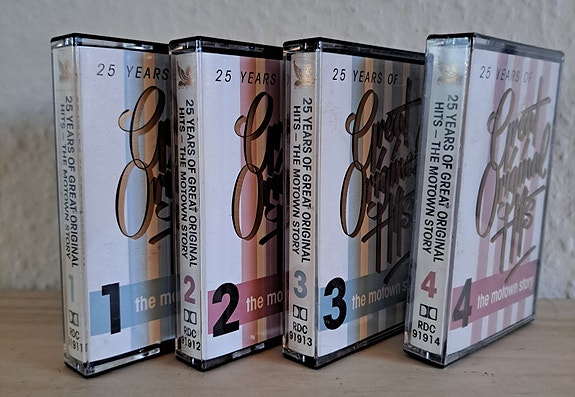 25 YEARS OF GREAT ORIGINAL
HITS – THE MOTOWN STORY
1
RDC
91911
25 YEARS
1
the mo
25 YEARS OF GREAT ORIGINAL
HITS – THE MOTOWN STORY
2
RDC
91912
25 YEARS OF
2
the mo
25 YEARS OF GREAT ORIGINAL
HITS – THE MOTOWN STORY
3
RDC
91913
25 YEARS OF...
Great
Original
Hits
3
the motown s
25 YEARS OF GREAT ORIGINAL
HITS – THE MOTOWN STORY
4
RDC
91914
25 YEARS OF...
Great
Original
Hits
4
the motown story